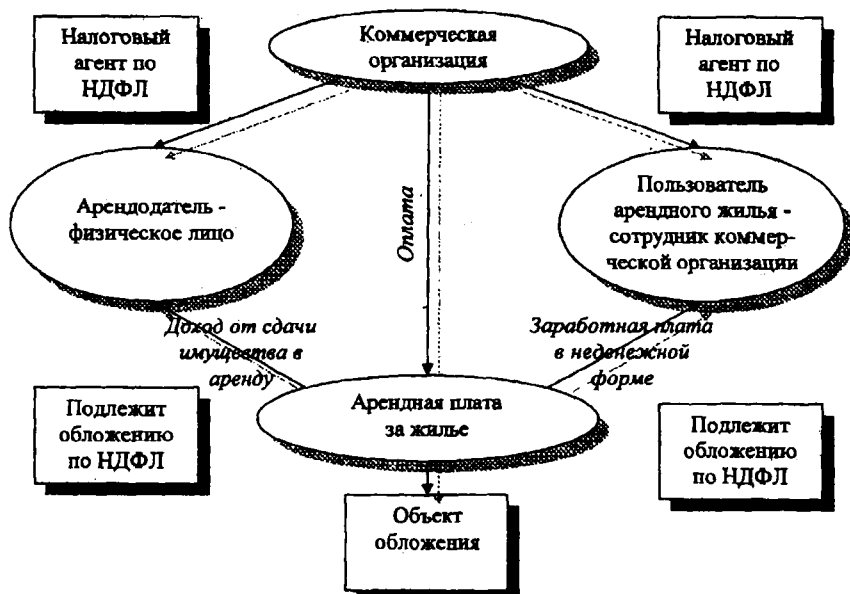 Налоговый
агент по
НДФЛ
Коммерческая
организация
Налоговый
агент по
НДФЛ
Арендодатель -
физическое лицо
Оплата
Пользователь
арендного жилья -
сотрудник коммер-
ческой организации
Доход от сдачи
имущества в
аренду
Заработная плата
в неденежной
форме
Подлежит
обложению
по НДФЛ
Арендная плата
за жилье
Подлежит
обложению
по НДФЛ
Объект
обложения